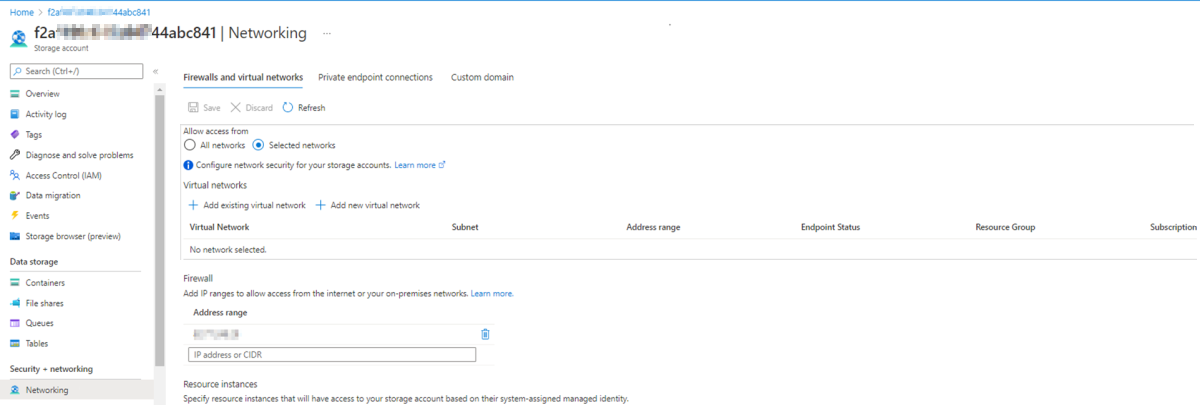 Home > f2a 44abc841
f2a 44abc841 | Networking ...
Storage account
Search (Ctrl+/) «
Overview
Activity log
Tags
Diagnose and solve problems
Access Control (IAM)
Data migration
Events
Storage browser (preview)
Data storage
Containers
File shares
Queues
Tables
Security + networking
Networking
Firewalls and virtual networks Private endpoint connections Custom domain
Save Discard Refresh
Allow access from
All networks Selected networks
Configure network security for your storage accounts. Learn more
Virtual networks
+ Add existing virtual network + Add new virtual network
Virtual Network Subnet Address range Endpoint Status Resource Group Subscription
No network selected.
Firewall
Add IP ranges to allow access from the internet or your on-premises networks. Learn more.
Address range
IP address or CIDR
Resource instances
Specify resource instances that will have access to your storage account based on their system-assigned managed identity.